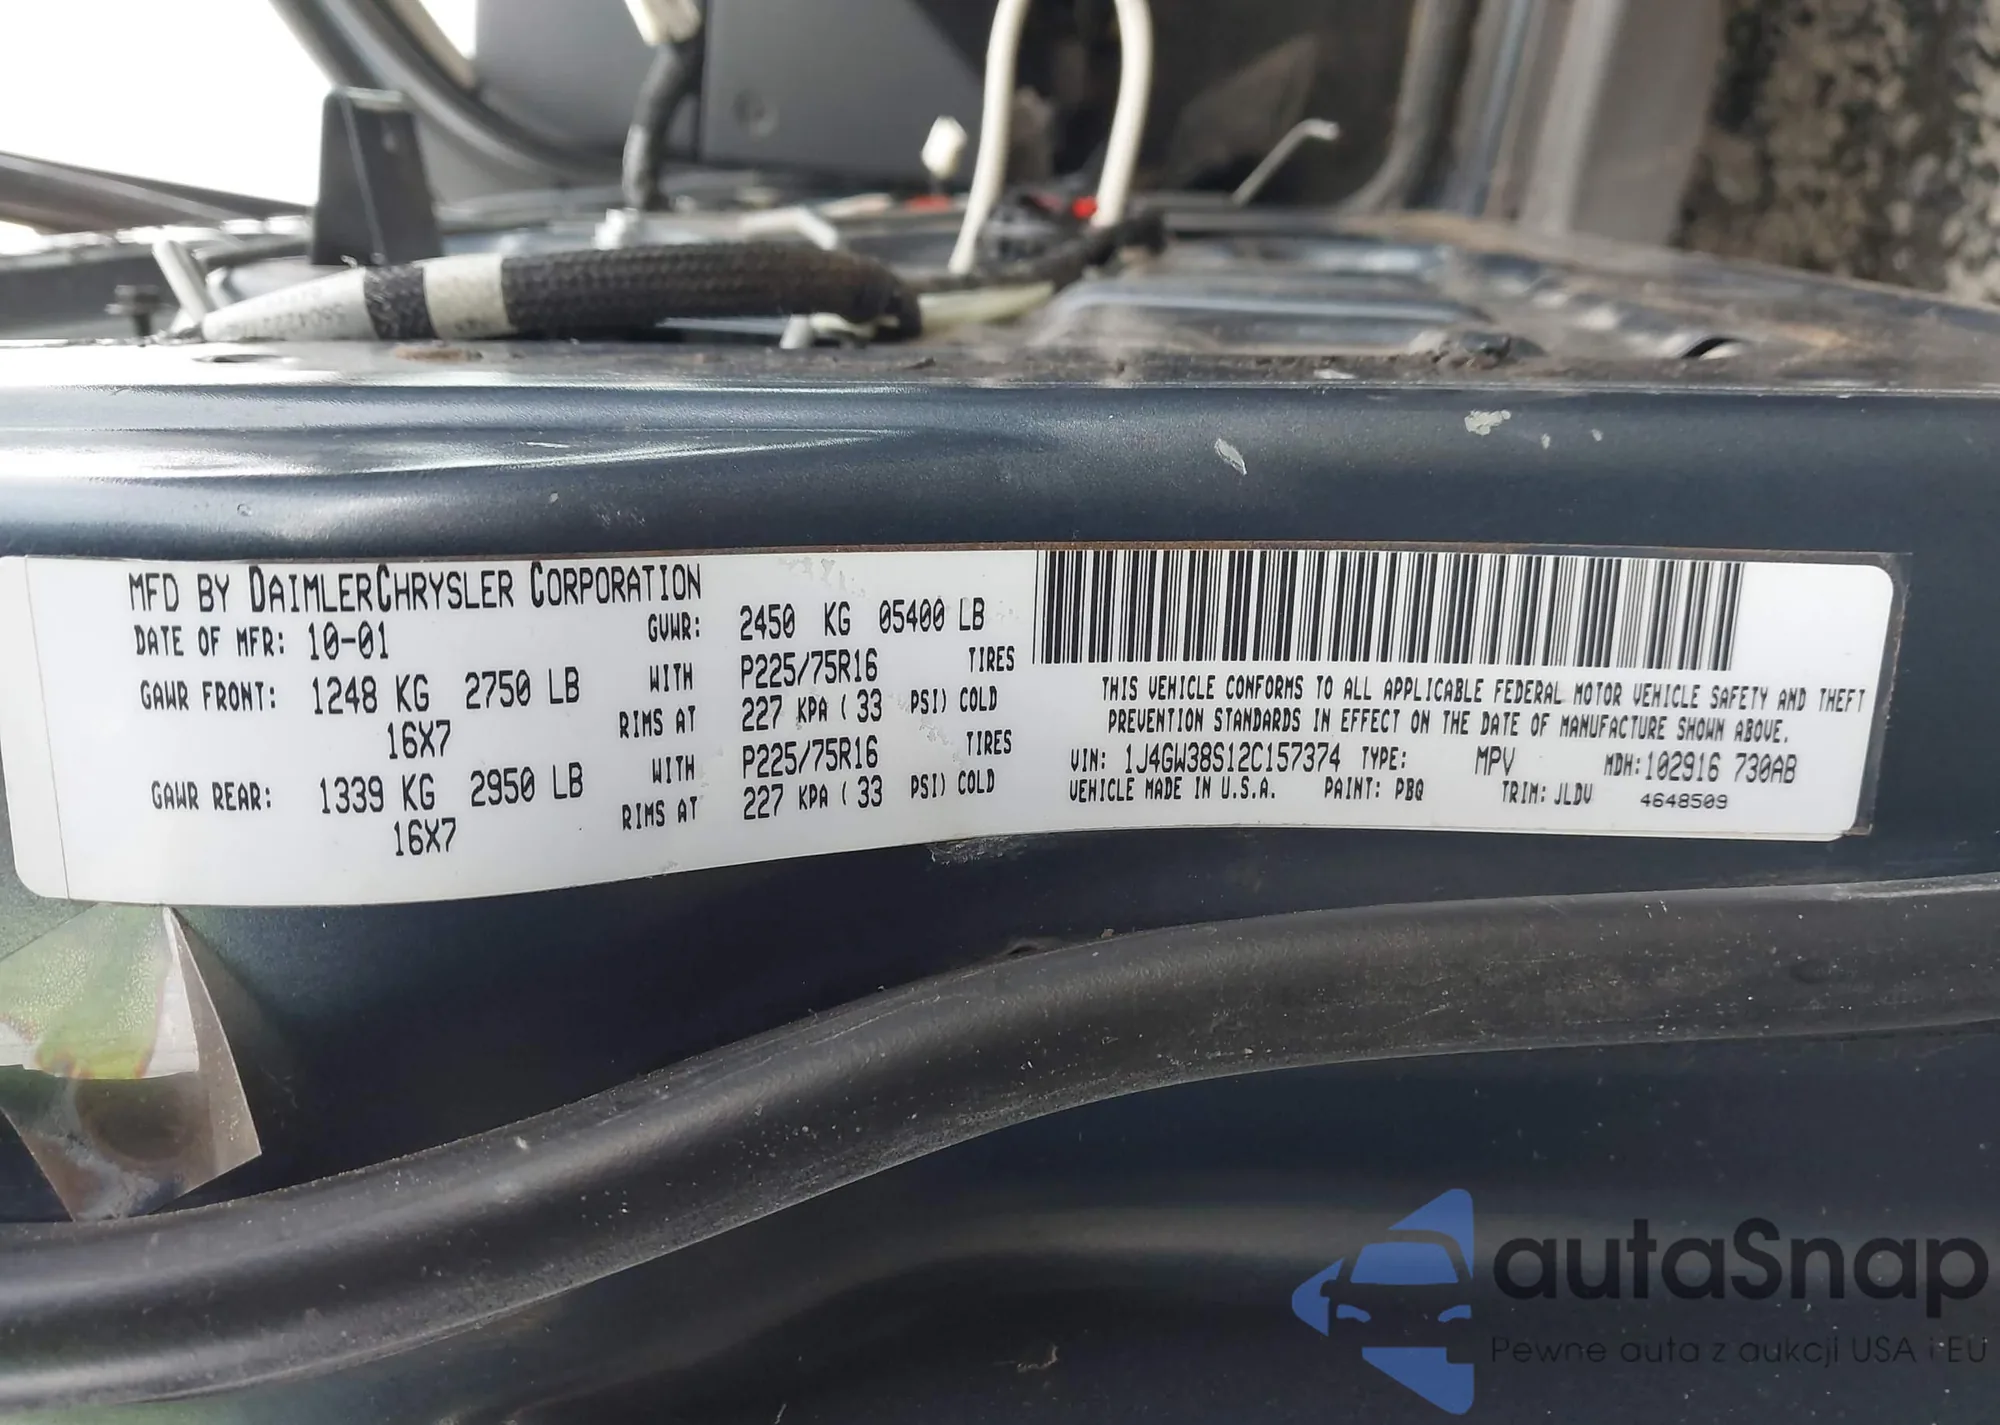 MFD BY DAIMLERCHRYSLER CORPORATION
DATE OF MFR: 10-01 GVWR: 2450 KG 05400 LB
GAWR FRONT: 1248 KG 2750 LB WITH P225/75R16 TIRES
16X7 RIMS AT 227 KPA ( 33 PSI) COLD
GAWR REAR: 1339 KG 2950 LB WITH P225/75R16 TIRES
16X7 RIMS AT 227 KPA ( 33 PSI) COLD
THIS VEHICLE CONFORMS TO ALL APPLICABLE FEDERAL MOTOR VEHICLE SAFETY AND THEFT
PREVENTION STANDARDS IN EFFECT ON THE DATE OF MANUFACTURE SHOWN ABOVE.
VIN: 1J4GW38S12C157374 TYPE: MPV MDH: 102916 730AB
VEHICLE MADE IN U.S.A. PAINT: PBQ TRIM: JLDV 4648509
autaSnap
Pewne auta z aukcji USA i EU